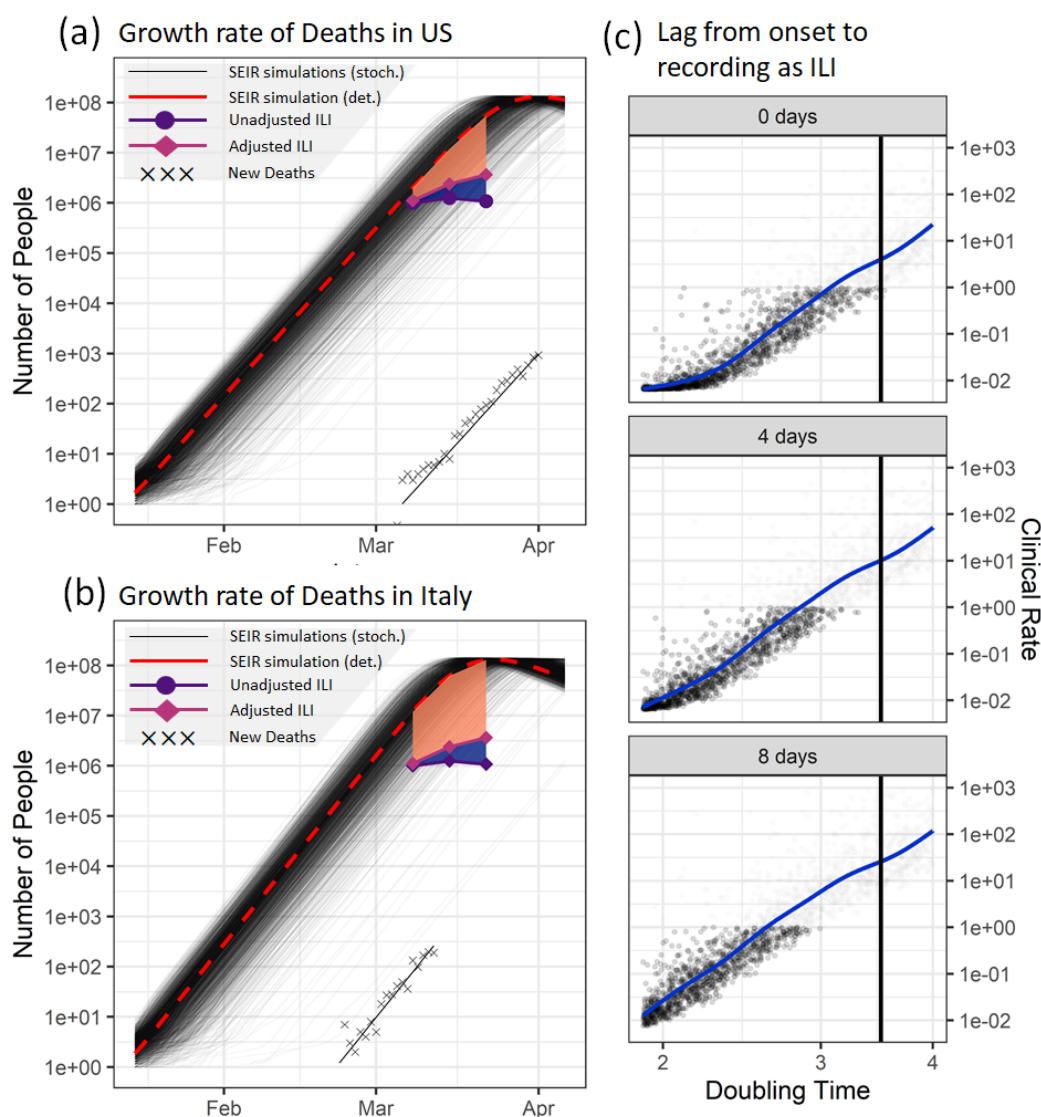 (a) Growth rate of Deaths in US
SEIR simulations (stoch.)
SEIR simulation (det.)
Unadjusted ILI
Adjusted ILI
New Deaths
Number of People
1e+08
1e+07
1e+06
1e+05
1e+04
1e+03
1e+02
1e+01
1e+00
Feb
Mar
Apr
(b) Growth rate of Deaths in Italy
SEIR simulations (stoch.)
SEIR simulation (det.)
Unadjusted ILI
Adjusted ILI
New Deaths
Number of People
1e+08
1e+07
1e+06
1e+05
1e+04
1e+03
1e+02
1e+01
1e+00
Feb
Mar
Apr
(c) Lag from onset to
recording as ILI
0 days
1e+03
1e+02
1e+01
1e+00
1e-01
1e-02
4 days
1e+03
1e+02
1e+01
1e+00
1e-01
1e-02
8 days
1e+03
1e+02
1e+01
1e+00
1e-01
1e-02
Clinical Rate
2
3
4
Doubling Time